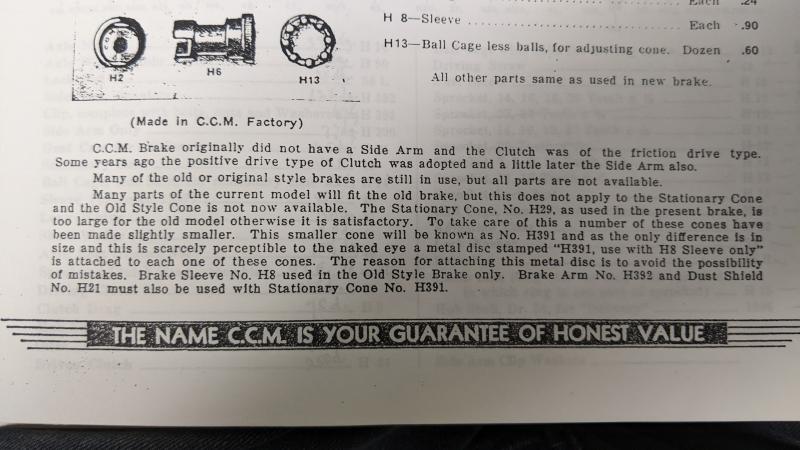 Each .24
H 8—Sleeve ........ Each .90
H13—Ball Cage less balls, for adjusting cone. Dozen .60
All other parts same as used in new brake.
H2
H6
H13
(Made in C.C.M. Factory)
C.C.M. Brake originally did not have a Side Arm and the Clutch was of the friction drive type.
Some years ago the positive drive type of Clutch was adopted and a little later the Side Arm also.
Many of the old or original style brakes are still in use, but all parts are not available.
Many parts of the current model will fit the old brake, but this does not apply to the Stationary Cone
and the Old Style Cone is not now available. The Stationary Cone, No. H29, as used in the present brake, is
too large for the old model otherwise it is satisfactory. To take care of this a number of these cones have
been made slightly smaller. This smaller cone will be known as No. H391 and as the only difference is in
size and this is scarcely perceptible to the naked eye a metal disc stamped "H391, use with H8 Sleeve only"
is attached to each one of these cones. The reason for attaching this metal disc is to avoid the possibility
of mistakes. Brake Sleeve No. H8 used in the Old Style Brake only. Brake Arm No. H392 and Dust Shield
No. H21 must also be used with Stationary Cone No. H391.
THE NAME C.C.M. IS YOUR GUARANTEE OF HONEST VALUE